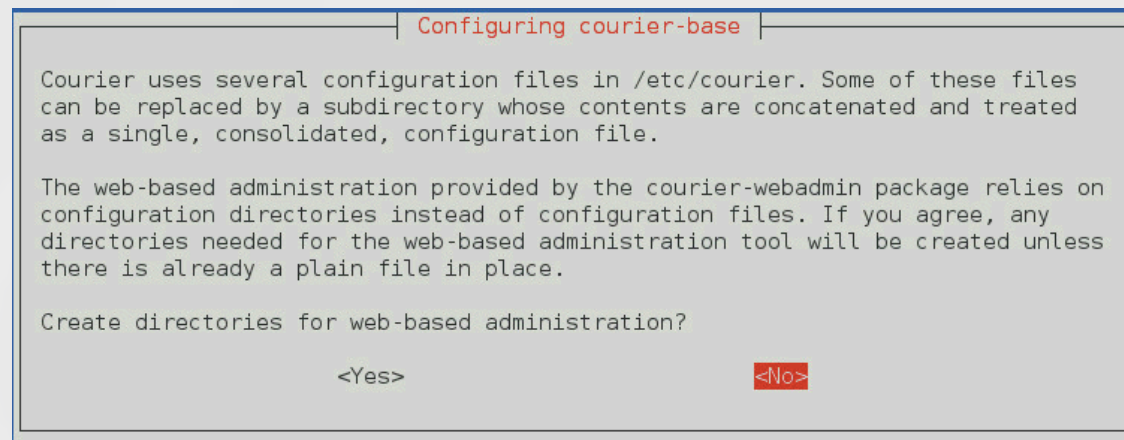 Configuring courier-base
Courier uses several configuration files in /etc/courier. Some of these files
can be replaced by a subdirectory whose contents are concatenated and treated
as a single, consolidated, configuration file.
The web-based administration provided by the courier-webadmin package relies on
configuration directories instead of configuration files. If you agree, any
directories needed for the web-based administration tool will be created unless
there is already a plain file in place.
Create directories for web-based administration?
<Yes> <No>